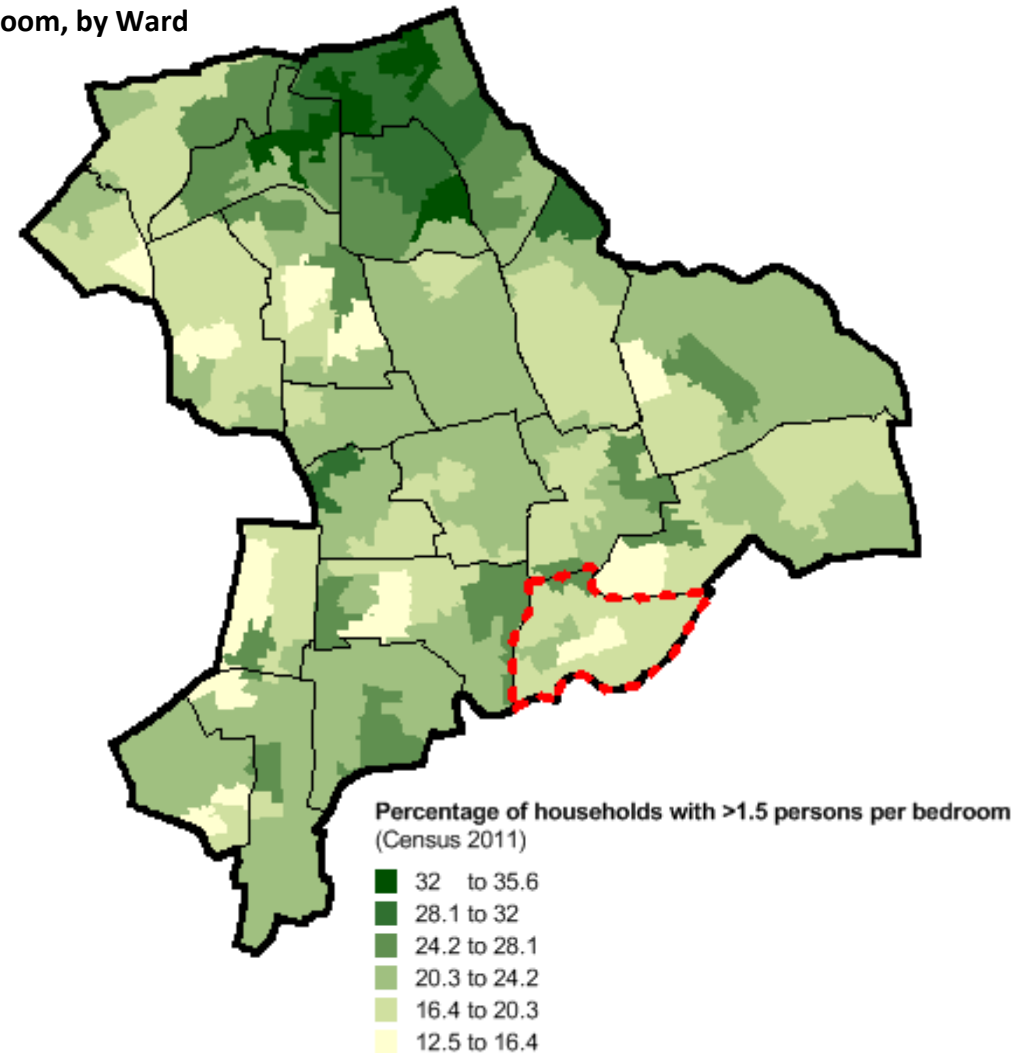 oom, by Ward
Percentage of households with >1.5 persons per bedroom
(Census 2011)
32 to 35.6
28.1 to 32
24.2 to 28.1
20.3 to 24.2
16.4 to 20.3
12.5 to 16.4